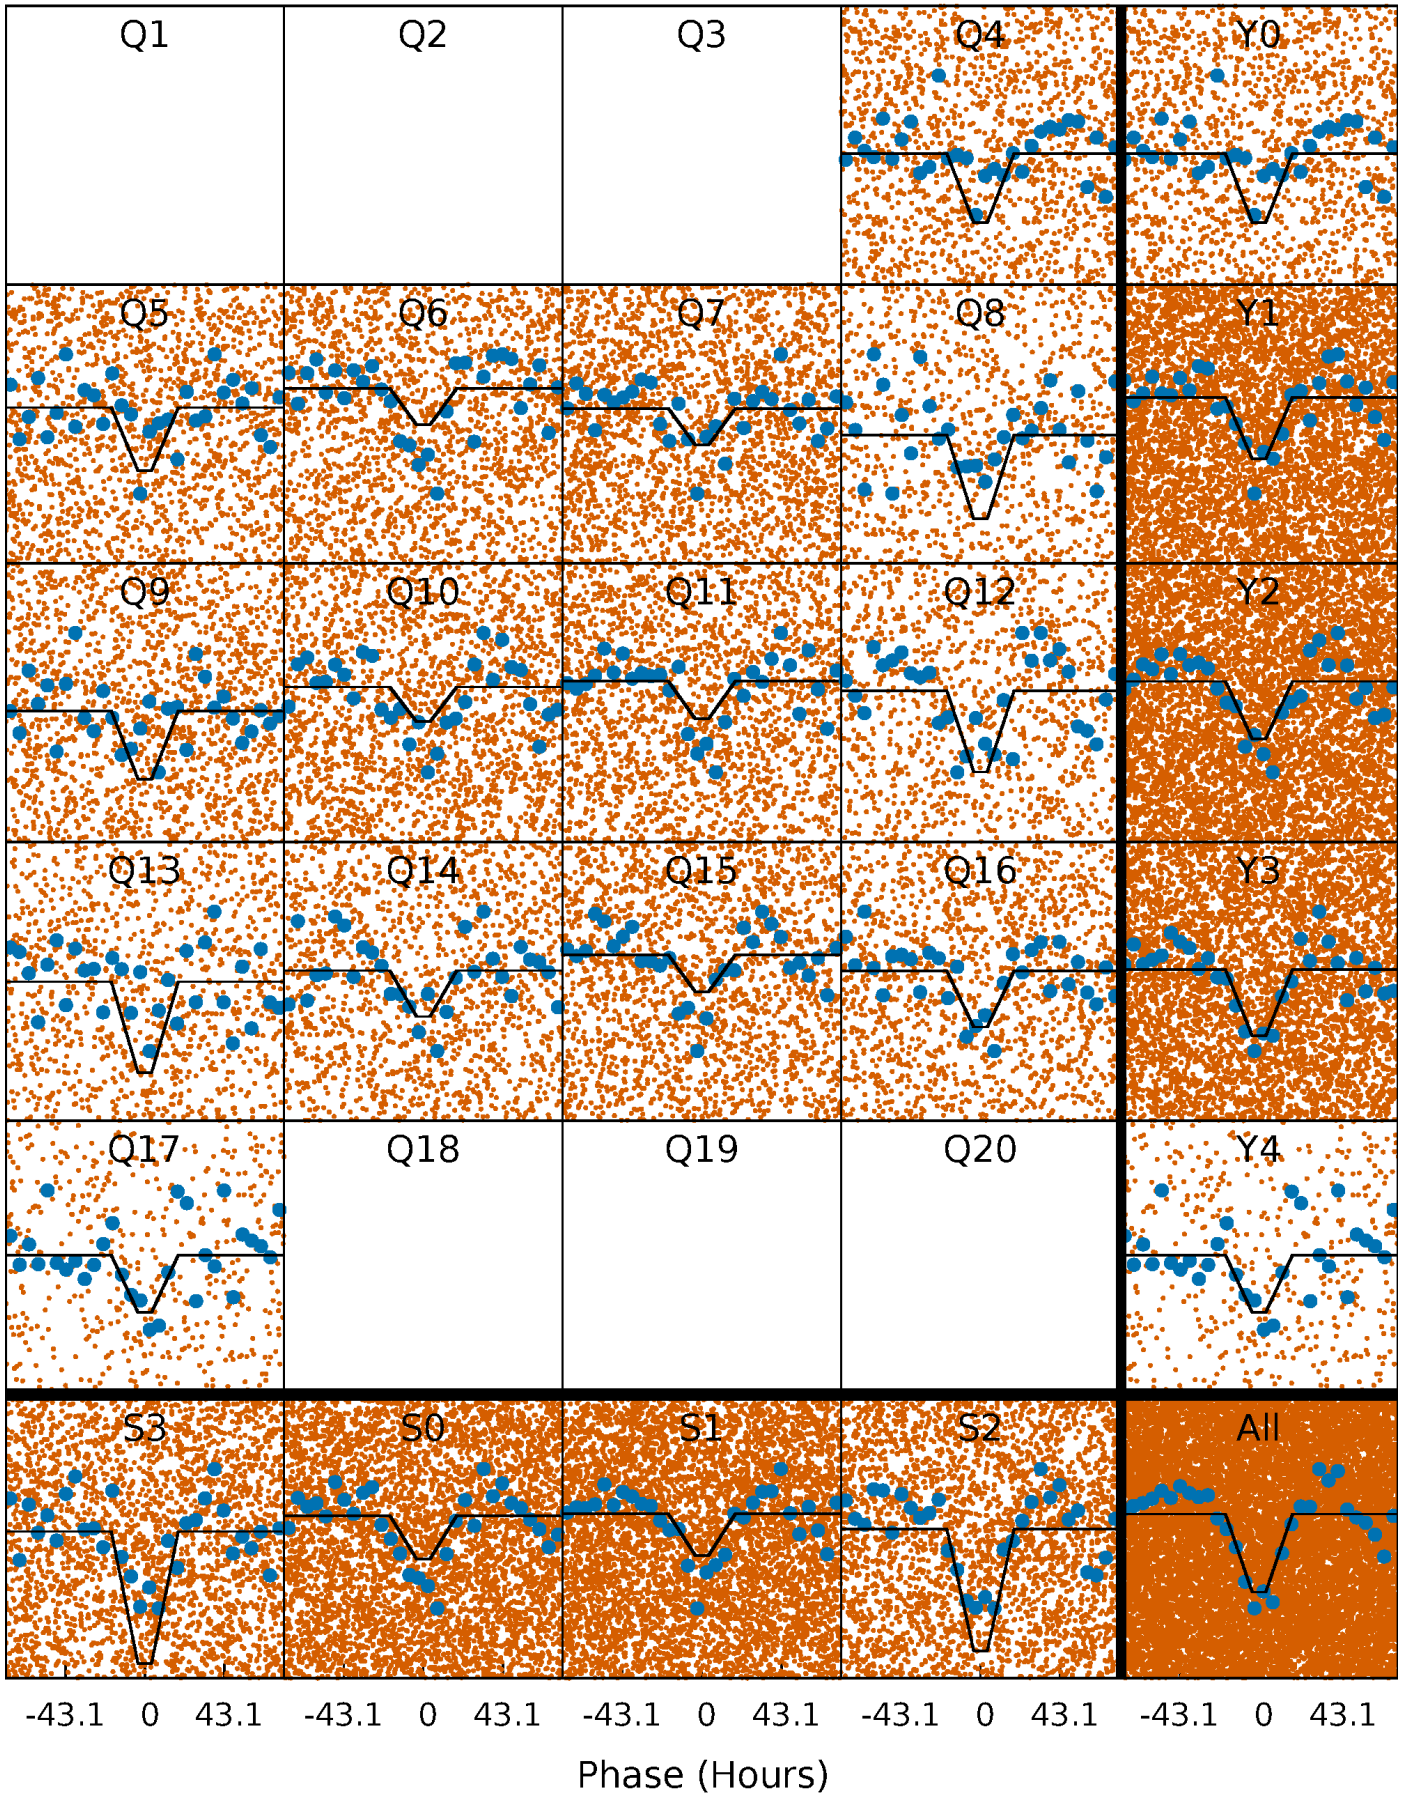 Q1 Q2 Q3 Q4 Y0
Q5 Q6 Q7 Q8 Y1
Q9 Q10 Q11 Q12 Y2
Q13 Q14 Q15 Q16 Y3
Q17 Q18 Q19 Q20 Y4
S3 S0 S1 S2 All
-43.1 0 43.1 -43.1 0 43.1 -43.1 0 43.1 -43.1 0 43.1 -43.1 0 43.1
Phase (Hours)